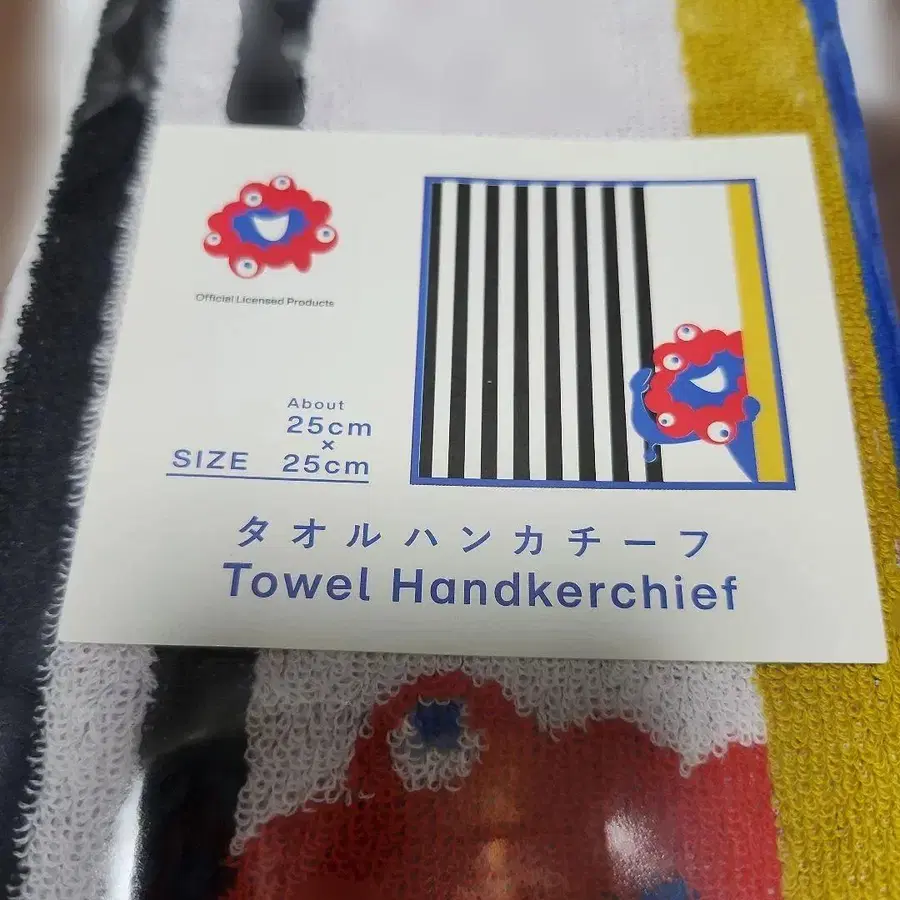 Official Licensed Products
About
25cm
×
SIZE 25cm
タオルハンカチーフ
Towel Handkerchief